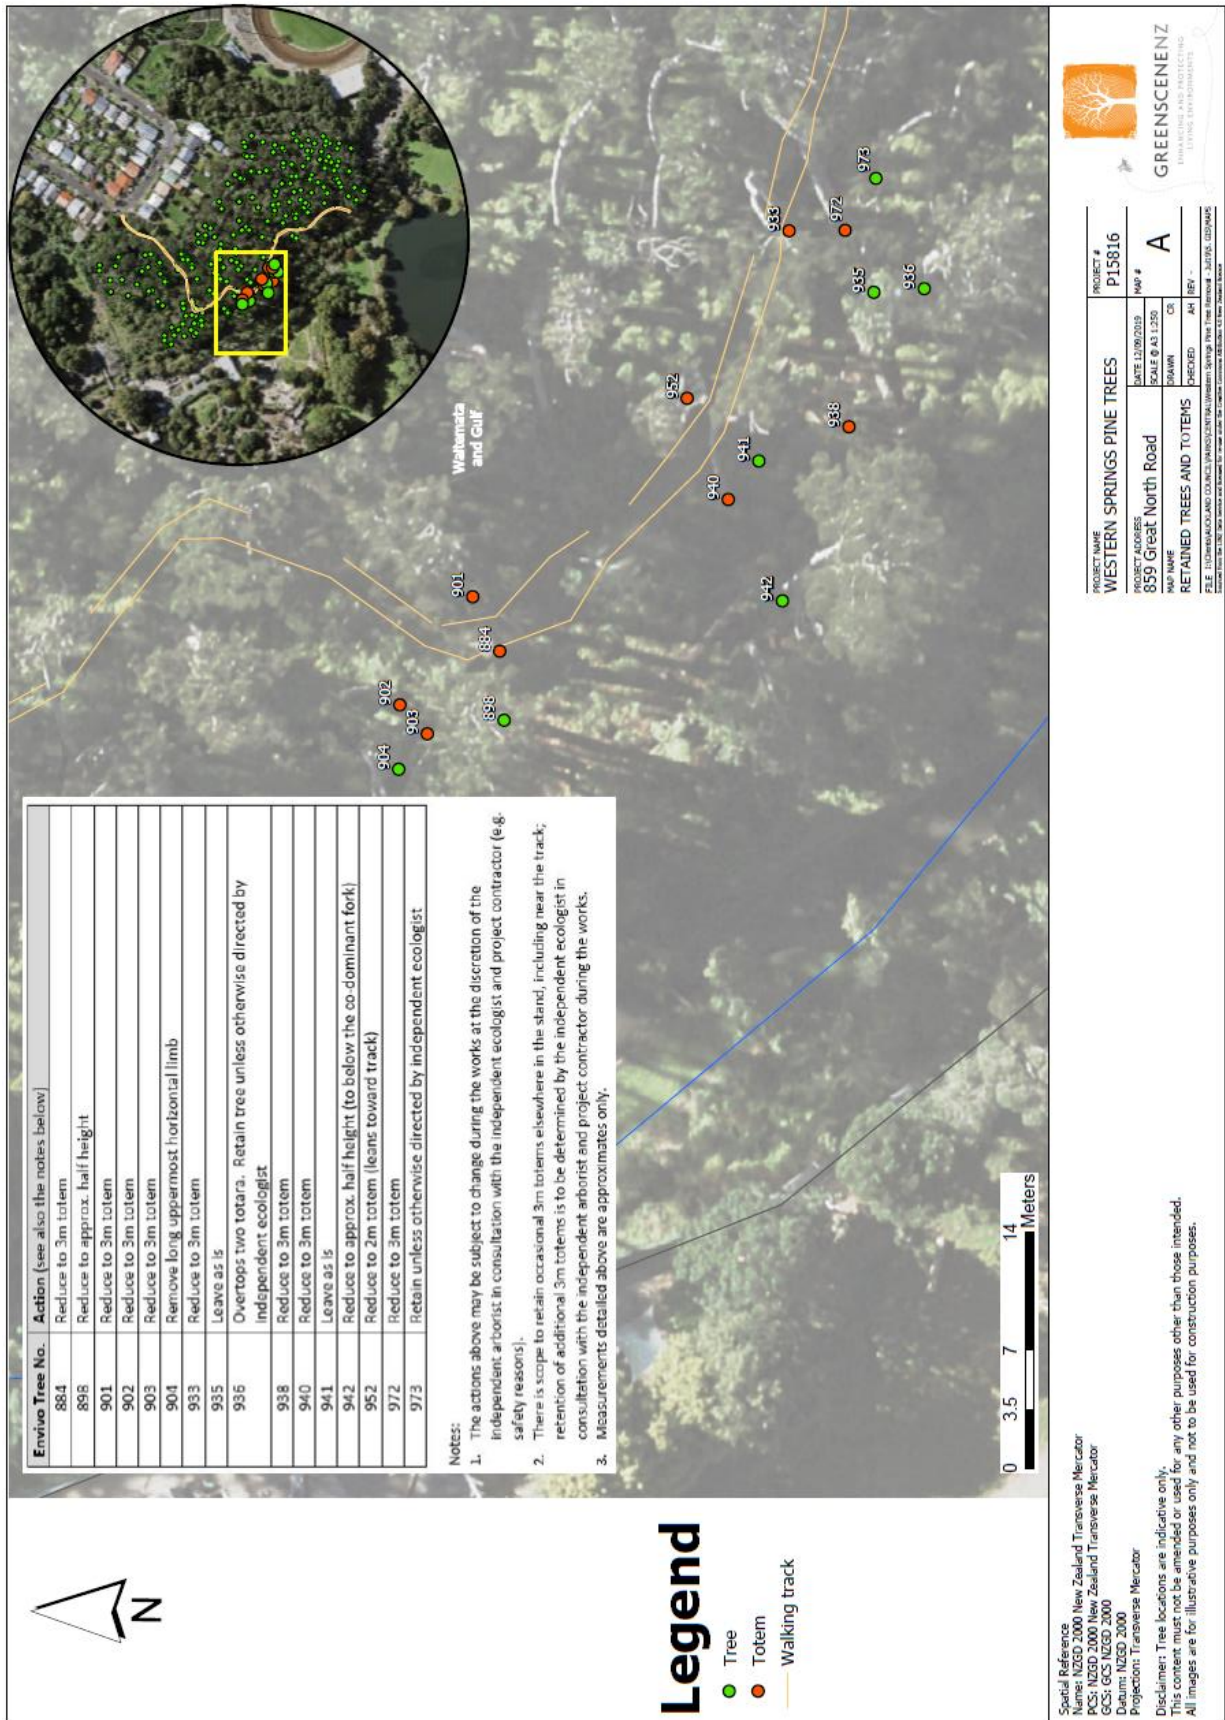 Envivo Tree No. Action (see also the notes below)
884 Reduce to 3m totem
898 Reduce to approx. half height
901 Reduce to 3m totem
902 Reduce to 3m totem
903 Reduce to 3m totem
904 Remove long uppermost horizontal limb
933 Reduce to 3m totem
935 Leave as is
936 Overtops two totara. Retain tree unless otherwise directed by
independent ecologist
938 Reduce to 3m totem
940 Reduce to 3m totem
941 Leave as is
942 Reduce to approx. half height (to below the co-dominant fork)
952 Reduce to 2m totem (leans toward track)
972 Reduce to 3m totem
973 Retain unless otherwise directed by independent ecologist
Notes:
1. The actions above may be subject to change during the works at the discretion of the
independent arborist in consultation with the independent ecologist and project contractor (e.g.
safety reasons).
2. There is scope to retain occasional 3m totems elsewhere in the stand, including near the track;
retention of additional 3m totems is to be determined by the independent ecologist in
consultation with the independent arborist and project contractor during the works.
3. Measurements detailed above are approximates only.
904
902
903
898
884
901
Waitemata
and Gulf
952
940
941
942
938
933
972
935
936
973
N
Legend
Tree
Totem
Walking track
0 3.5 7 14
Meters
Spatial Reference
Name: NZGD 2000 New Zealand Transverse Mercator
PCS: NZGD 2000 New Zealand Transverse Mercator
GCS: GCS NZGD 2000
Datum: NZGD 2000
Projection: Transverse Mercator
Disclaimer: Tree locations are indicative only.
This content must not be amended or used for any other purposes other than those intended.
All images are for illustrative purposes only and not to be used for construction purposes.
PROJECT NAME
WESTERN SPRINGS PINE TREES
PROJECT #
P15816
PROJECT ADDRESS
859 Great North Road
DATE 12/09/2019
SCALE @ A3 1:250
MAP #
A
MAP NAME
RETAINED TREES AND TOTEMS
DRAWN CR
CHECKED AH
REV -
GREENSCENENZ
ENHANCING AND PROTECTING
LIVING ENVIRONMENTS